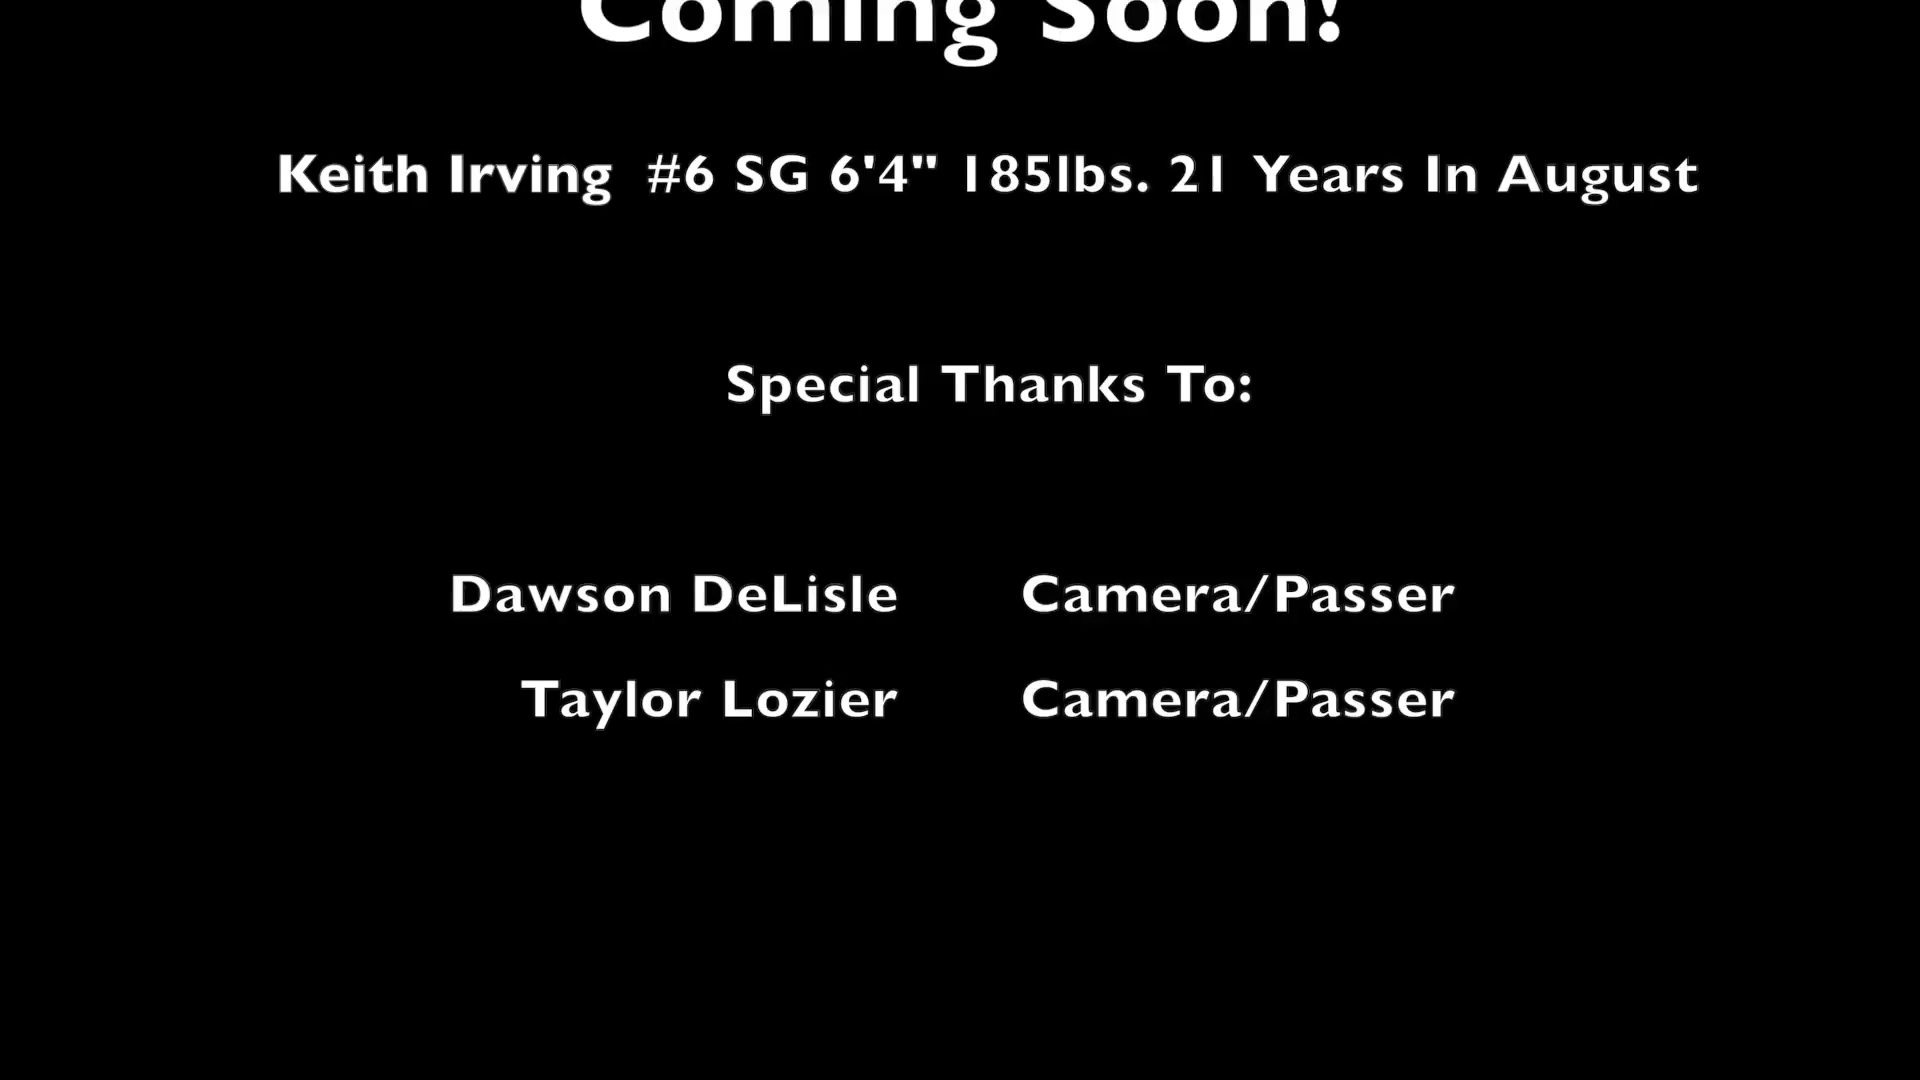 Coming Soon!
Keith Irving #6 SG 6'4" 185lbs. 21 Years In August
Special Thanks To:
Dawson DeLisle Camera/Passer
Taylor Lozier Camera/Passer